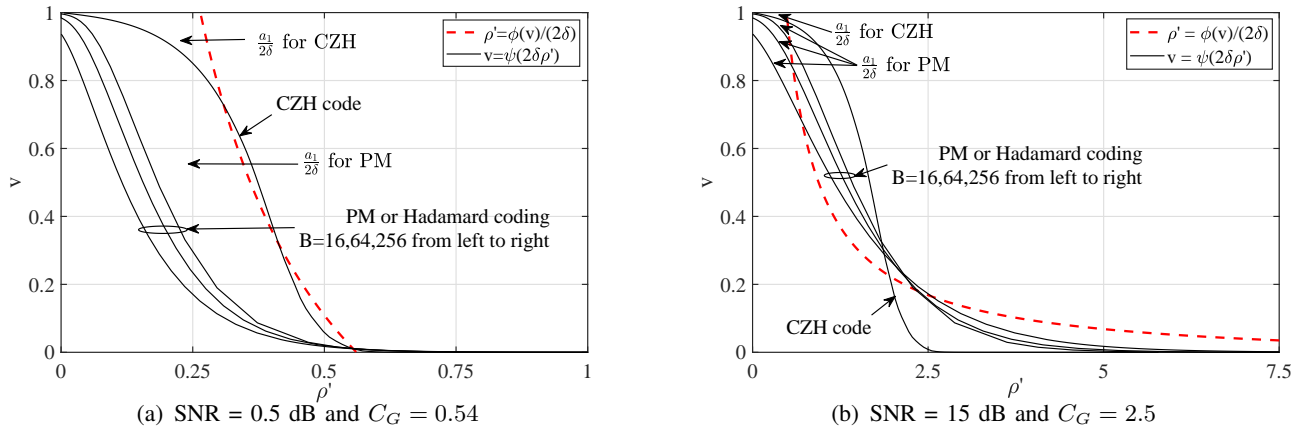 1
0.8
0.6
0.4
0.2
0
v
0
0.25
0.5
0.75
1
ρ'
a₁/2δ for CZH
ρ'=ϕ(v)/(2δ)
v=ψ(2δρ')
CZH code
a₁/2δ for PM
PM or Hadamard coding
B=16,64,256 from left to right
(a) SNR = 0.5 dB and C_G = 0.54
1
0.8
0.6
0.4
0.2
0
v
0
2.5
5
7.5
ρ'
a₁/2δ for CZH
a₁/2δ for PM
ρ' = ϕ(v)/(2δ)
v = ψ(2δρ')
PM or Hadamard coding
B=16,64,256 from left to right
CZH code
(b) SNR = 15 dB and C_G = 2.5